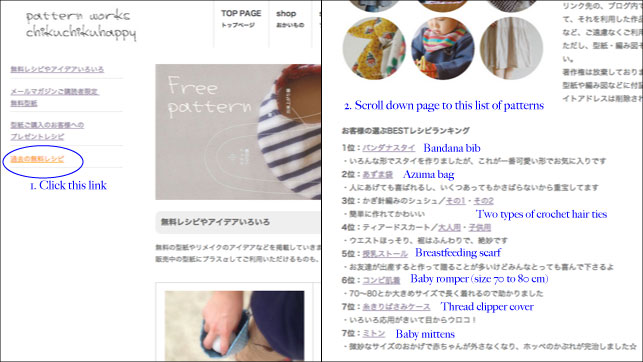 pattern works
chikuchikuhappy
TOP PAGE
トップページ
shop
おかいもの
無料レシピやアイデアいろいろ
メールマガジンご購読者限定
無料型紙
型紙ご購入のお客様への
プレゼントレシピ
過去の無料レシピ
1. Click this link
Free
pattern
無料レシピやアイデアいろいろ
無料の型紙やリメイクのアイデアなどを掲載していきま
販売中の型紙にプラスαしてご利用いただけるものも、
リンク先の、ブログ内
て、それを利用した作品
など、ご遠慮なくご利用
ただし、型紙・編み図
い。
著作権は放棄しておりま
型紙や編み図などに付
イトアドレスは削除され
2. Scroll down page to this list of patterns
お客様の選ぶBESTレシピランキング
1位：バンダナスタイ Bandana bib
・いろんな形でスタイを作りましたが、これが一番可愛い形でお気に入りです
2位：あずま袋 Azuma bag
・人にあげても喜ばれるし、いくつあってもかさばらないから重宝してます
3位：かぎ針編みのシュシュ／その1・その2
・簡単に作れてかわいい Two types of crochet hair ties
4位：ティアードスカート／大人用・子供用
・ウエストほっそり、裾はふんわりで、絶妙です
5位：授乳ストール Breastfeeding scarf
・お友達が出産すると作って贈ることが多いけどみんなとっても喜んで下さるよ
6位：コンビ肌着 Baby romper (size 70 to 80 cm)
・70〜80とか大きめサイズで長く着れるので助かりました
7位：糸きりばさみケース Thread clipper cover
・いろいろ応用がきいて目からウロコ！
7位：ミトン Baby mittens
・微妙なサイズのおかげで赤ちゃんが外さなくなり、ホッペのかぶれが完治しました☆